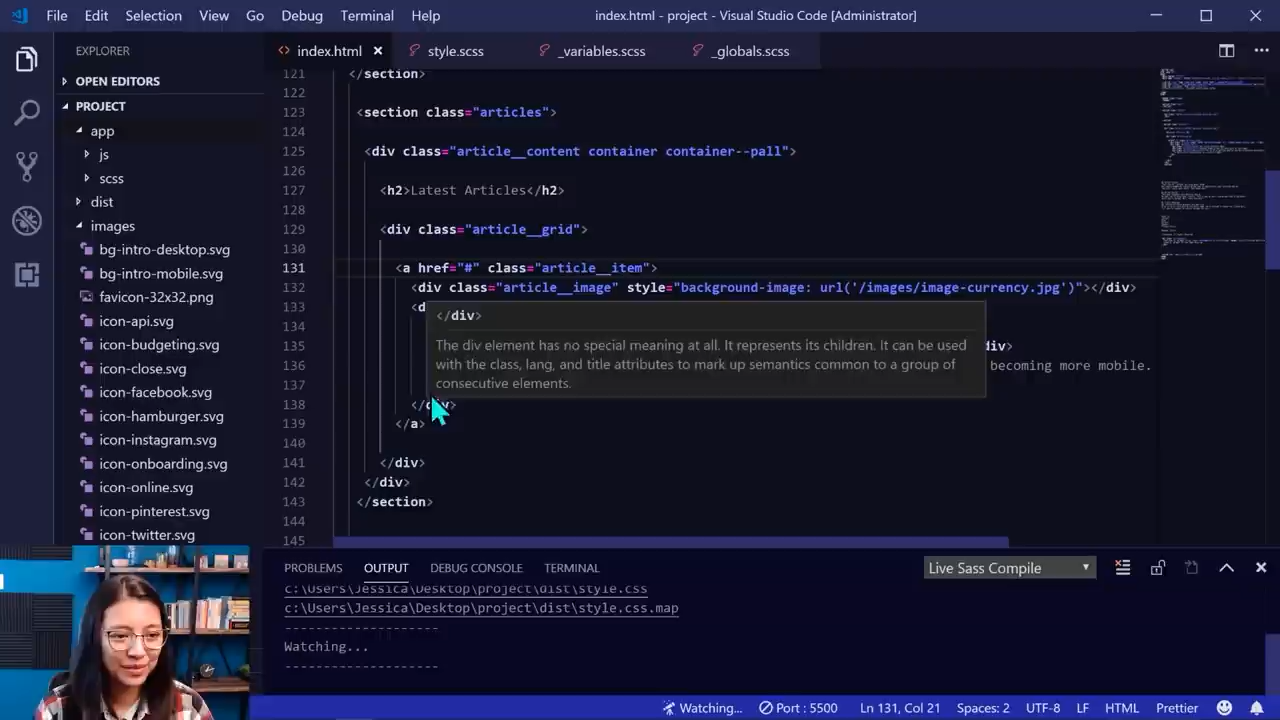 File Edit Selection View Go Debug Terminal Help
index.html - project - Visual Studio Code [Administrator]
EXPLORER
OPEN EDITORS
PROJECT
app
js
scss
dist
images
bg-intro-desktop.svg
bg-intro-mobile.svg
favicon-32x32.png
icon-api.svg
icon-budgeting.svg
icon-close.svg
icon-facebook.svg
icon-hamburger.svg
icon-instagram.svg
icon-onboarding.svg
icon-online.svg
icon-pinterest.svg
icon-twitter.svg
index.html style.scss _variables.scss _globals.scss
121 </section>
122
123 <section class="articles">
124
125 <div class="article__content container container--pall">
126
127 <h2>Latest Articles</h2>
128
129 <div class="article__grid">
130
131 <a href="#" class="article__item">
132 <div class="article__image" style="background-image: url('/images/image-currency.jpg')"></div>
133 <d
134
135 div>
136 becoming more mobile.
137
138 </div>
139 </a>
140
141 </div>
142 </div>
143 </section>
144
145
</div>
The div element has no special meaning at all. It represents its children. It can be used
with the class, lang, and title attributes to mark up semantics common to a group of
consecutive elements.
PROBLEMS OUTPUT DEBUG CONSOLE TERMINAL
Live Sass Compile
c:\Users\Jessica\Desktop\project\dist\style.css
c:\Users\Jessica\Desktop\project\dist\style.css.map
--------------------
Watching...
--------------------
Watching... Port : 5500 Ln 131, Col 21 Spaces: 2 UTF-8 LF HTML Prettier